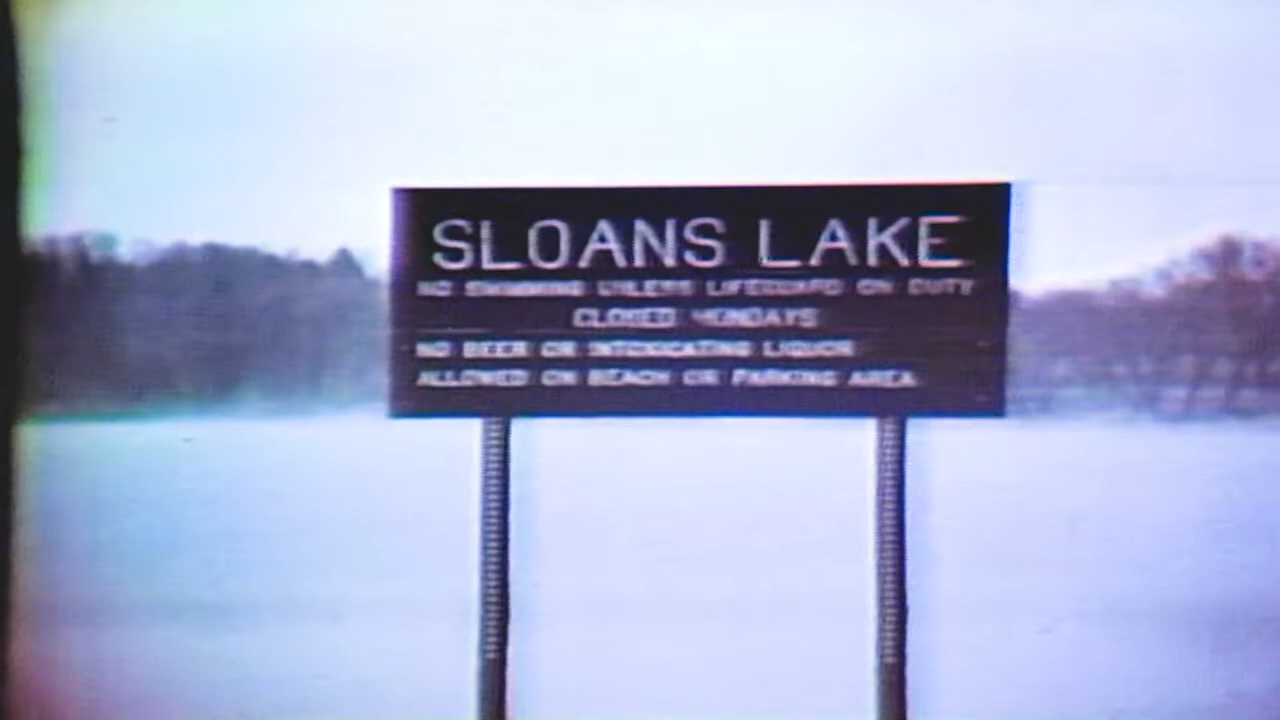 SLOANS LAKE
NO SWIMMING UNLESS LIFEGUARD ON DUTY
CLOSED MONDAYS
NO BEER OR INTOXICATING LIQUOR
ALLOWED ON BEACH OR PARKING AREA